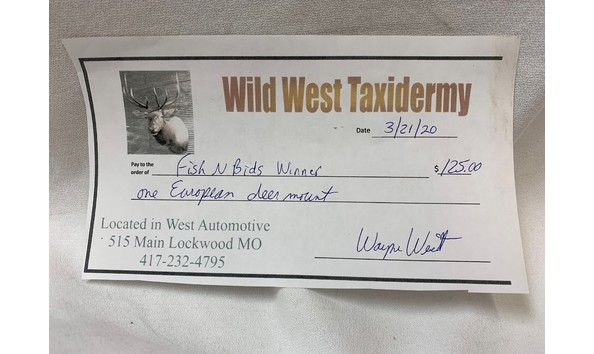 Wild West Taxidermy
Date 3/21/20
Pay to the
order of Fish N Bids Winner $ 125.00
one European deer mount
Located in West Automotive
515 Main Lockwood MO
417-232-4795
Wayne West